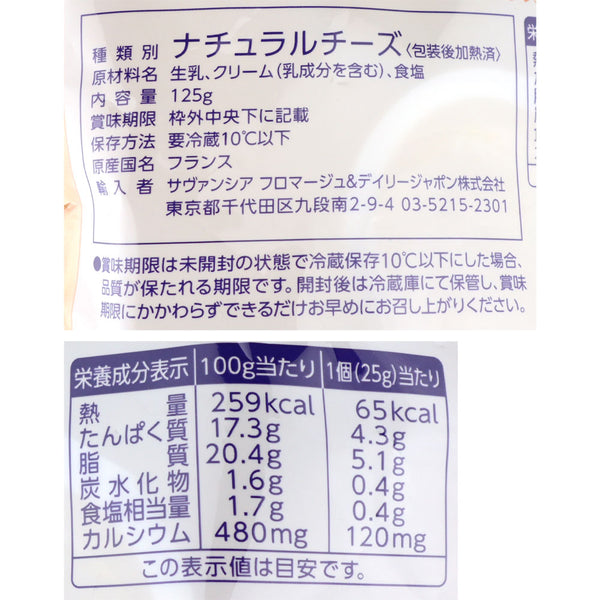 種類別 ナチュラルチーズ〈包装後加熱済〉
原材料名 生乳、クリーム(乳成分を含む)、食塩
内容量 125g
賞味期限 枠外中央下に記載
保存方法 要冷蔵10℃以下
原産国名 フランス
輸入者 サヴァンシア フロマージュ&デイリージャポン株式会社
東京都千代田区九段南2-9-4 03-5215-2301
●賞味期限は未開封の状態で冷蔵保存10℃以下にした場合、
品質が保たれる期限です。開封後は冷蔵庫にて保管し、賞味
期限にかかわらずできるだけお早めにお召し上がりください。
栄養成分表示 100g当たり 1個(25g)当たり
熱量 259kcal 65kcal
たんぱく質 17.3g 4.3g
脂質 20.4g 5.1g
炭水化物 1.6g 0.4g
食塩相当量 1.7g 0.4g
カルシウム 480mg 120mg
この表示値は目安です。